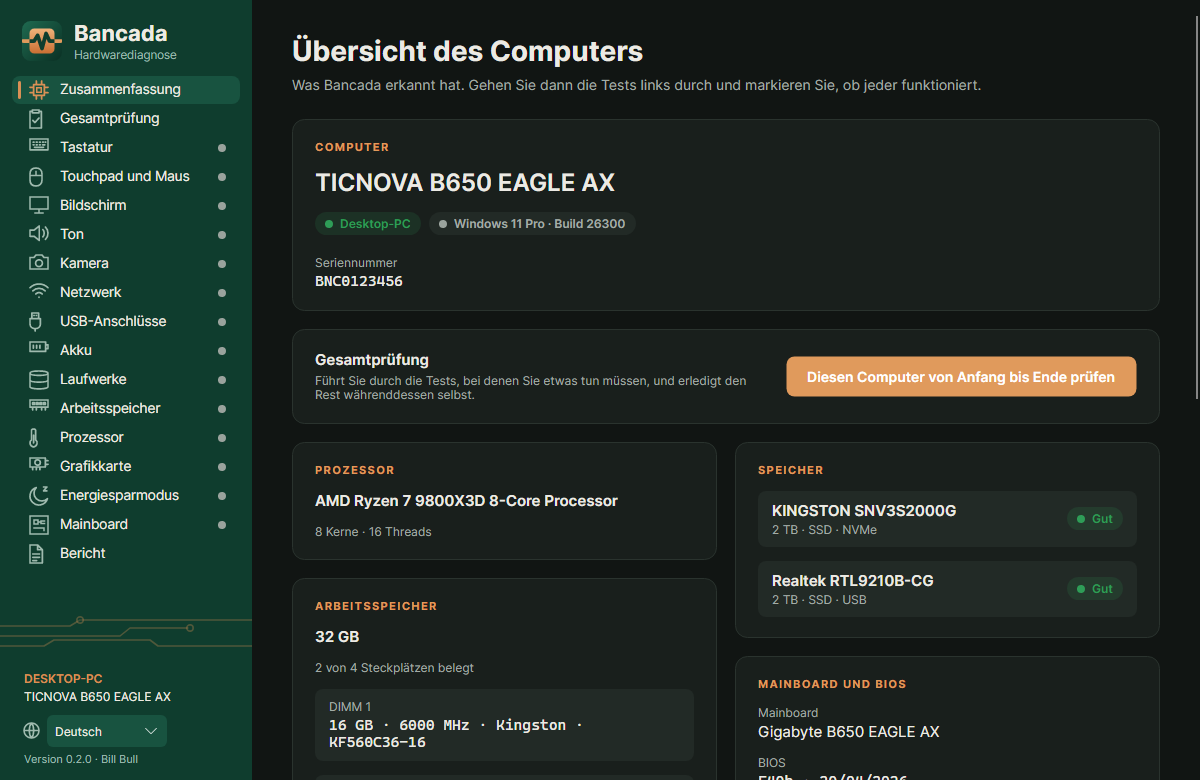 Bancada
Hardwarediagnose
Zusammenfassung
Gesamtprüfung
Tastatur
Touchpad und Maus
Bildschirm
Ton
Kamera
Netzwerk
USB-Anschlüsse
Akku
Laufwerke
Arbeitsspeicher
Prozessor
Grafikkarte
Energiesparmodus
Mainboard
Bericht
DESKTOP-PC
TICNOVA B650 EAGLE AX
Deutsch
Version 0.2.0 · Bill Bull
Übersicht des Computers
Was Bancada erkannt hat. Gehen Sie dann die Tests links durch und markieren Sie, ob jeder funktioniert.
COMPUTER
TICNOVA B650 EAGLE AX
Desktop-PC
Windows 11 Pro · Build 26300
Seriennummer
BNC0123456
Gesamtprüfung
Führt Sie durch die Tests, bei denen Sie etwas tun müssen, und erledigt den
Rest währenddessen selbst.
Diesen Computer von Anfang bis Ende prüfen
PROZESSOR
AMD Ryzen 7 9800X3D 8-Core Processor
8 Kerne · 16 Threads
ARBEITSSPEICHER
32 GB
2 von 4 Steckplätzen belegt
DIMM 1
16 GB · 6000 MHz · Kingston ·
KF560C36-16
SPEICHER
KINGSTON SNV3S2000G
2 TB · SSD · NVMe
Gut
Realtek RTL9210B-CG
2 TB · SSD · USB
Gut
MAINBOARD UND BIOS
Mainboard
Gigabyte B650 EAGLE AX
BIOS